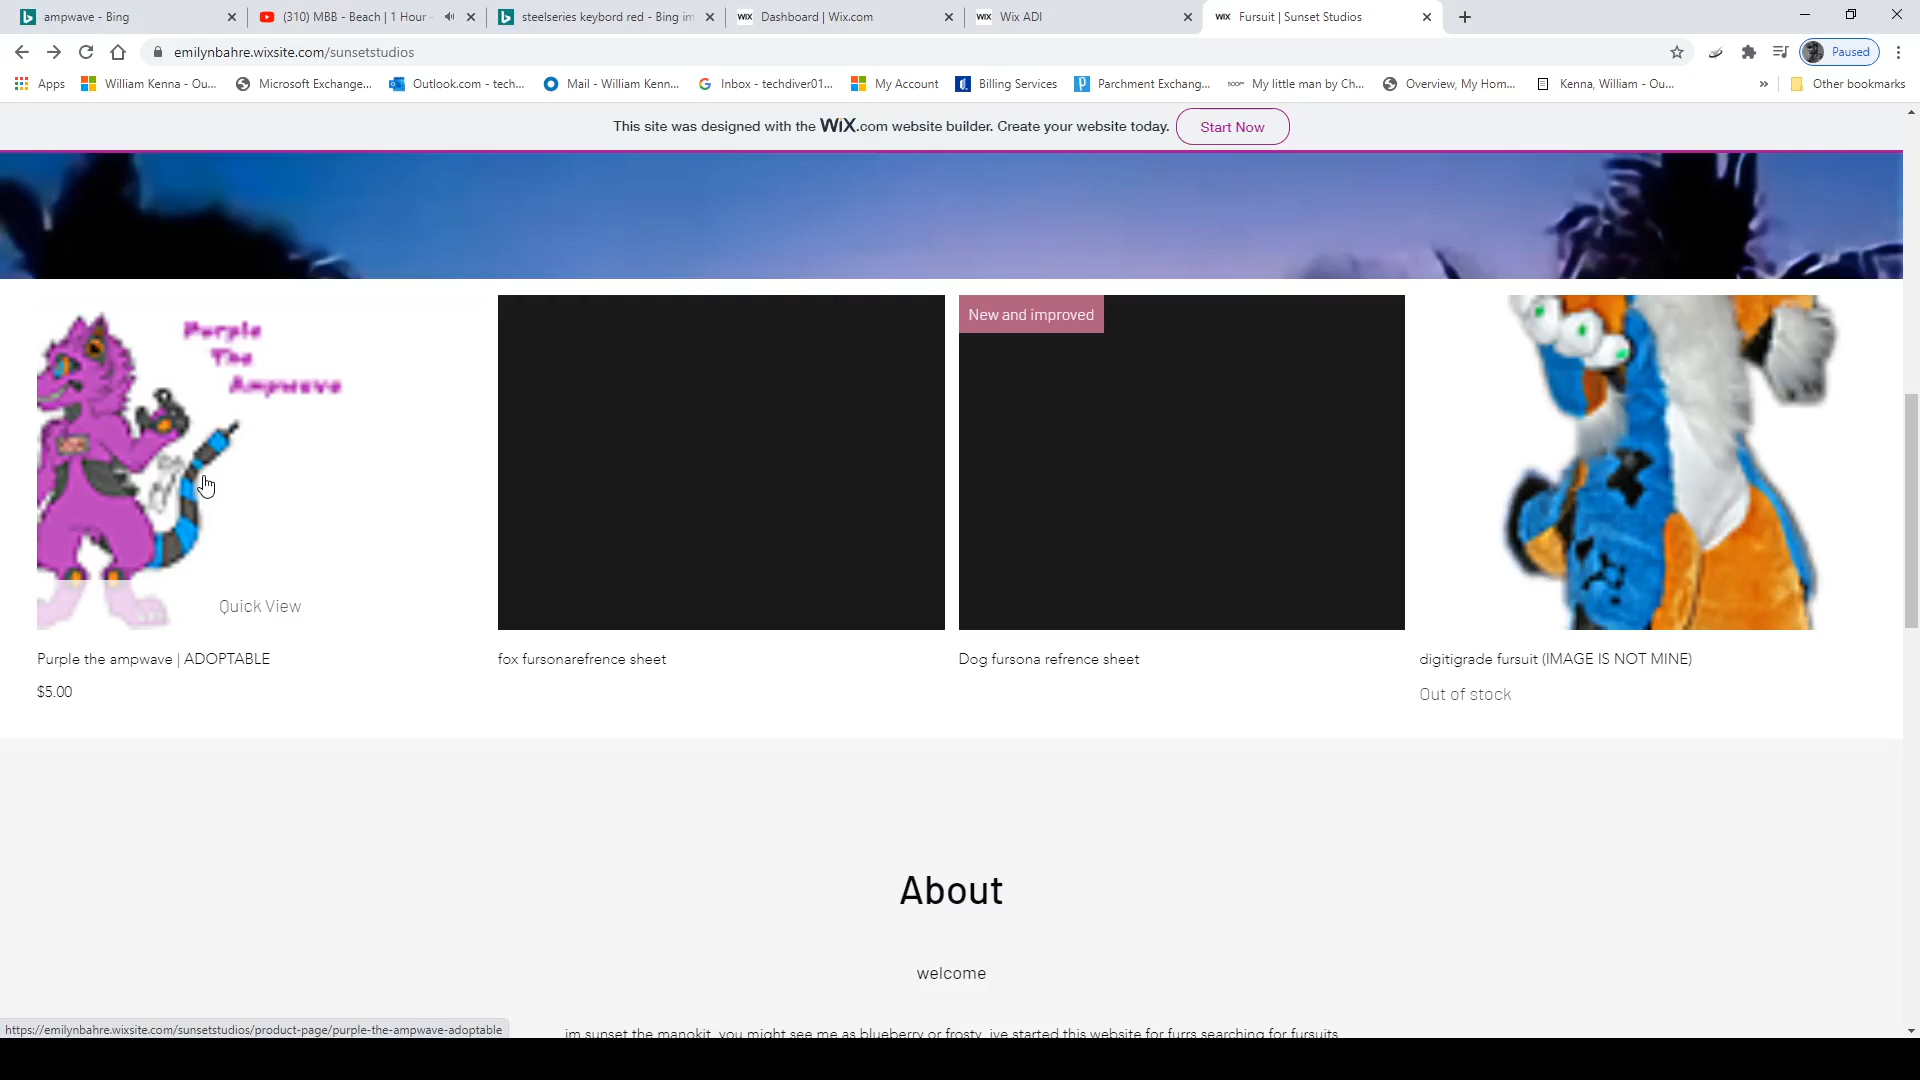 ampwave - Bing
(310) MBB - Beach | 1 Hour
steelseries keybord red - Bing im
WIX Dashboard | Wix.com
WIX Wix ADI
WIX Fursuit | Sunset Studios
emilynbahre.wixsite.com/sunsetstudios
Paused
Apps
William Kenna - Ou...
Microsoft Exchange...
Outlook.com - tech...
Mail - William Kenn...
Inbox - techdiver01...
My Account
Billing Services
Parchment Exchang...
My little man by Ch...
Overview, My Hom...
Kenna, William - Ou...
»
Other bookmarks
This site was designed with the WiX.com website builder. Create your website today.
Start Now
Purple
The
Ampwave
Quick View
New and improved
Purple the ampwave | ADOPTABLE
$5.00
fox fursonarefrence sheet
Dog fursona refrence sheet
digitigrade fursuit (IMAGE IS NOT MINE)
Out of stock
About
welcome
im sunset the manokit, you might see me as blueberry or frosty, ive started this website for furrs searching for fursuits
https://emilynbahre.wixsite.com/sunsetstudios/product-page/purple-the-ampwave-adoptable